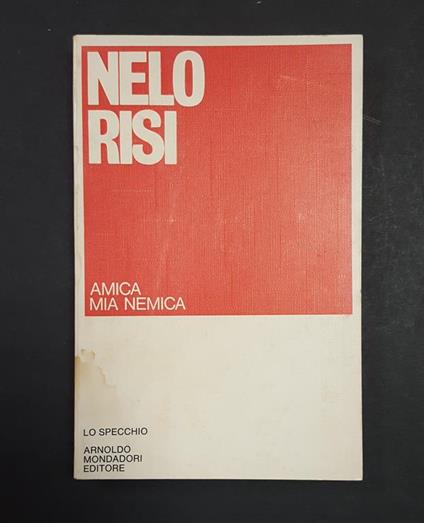 NELO
RISI
AMICA
MIA NEMICA
LO SPECCHIO
ARNOLDO
MONDADORI
EDITORE